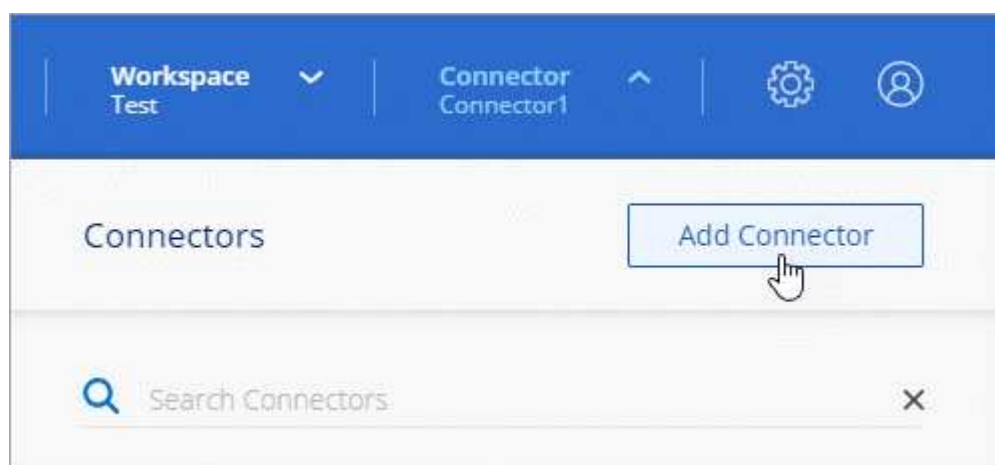 Workspace
Test
Connector
Connector1
Connectors
Add Connector
Search Connectors